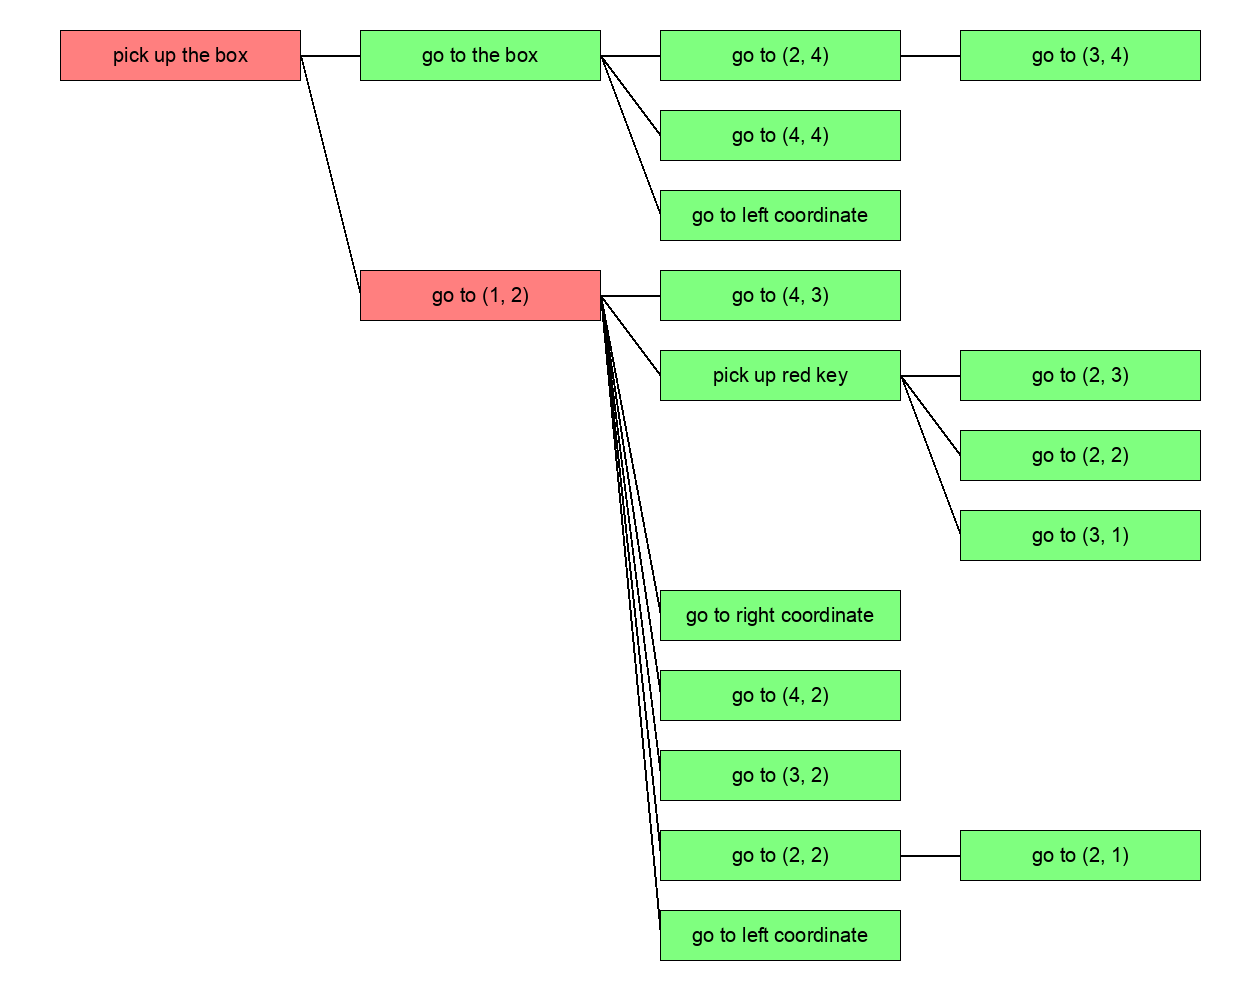 pick up the box
go to the box
go to (2, 4)
go to (3, 4)
go to (4, 4)
go to left coordinate
go to (1, 2)
go to (4, 3)
pick up red key
go to (2, 3)
go to (2, 2)
go to (3, 1)
go to right coordinate
go to (4, 2)
go to (3, 2)
go to (2, 2)
go to (2, 1)
go to left coordinate